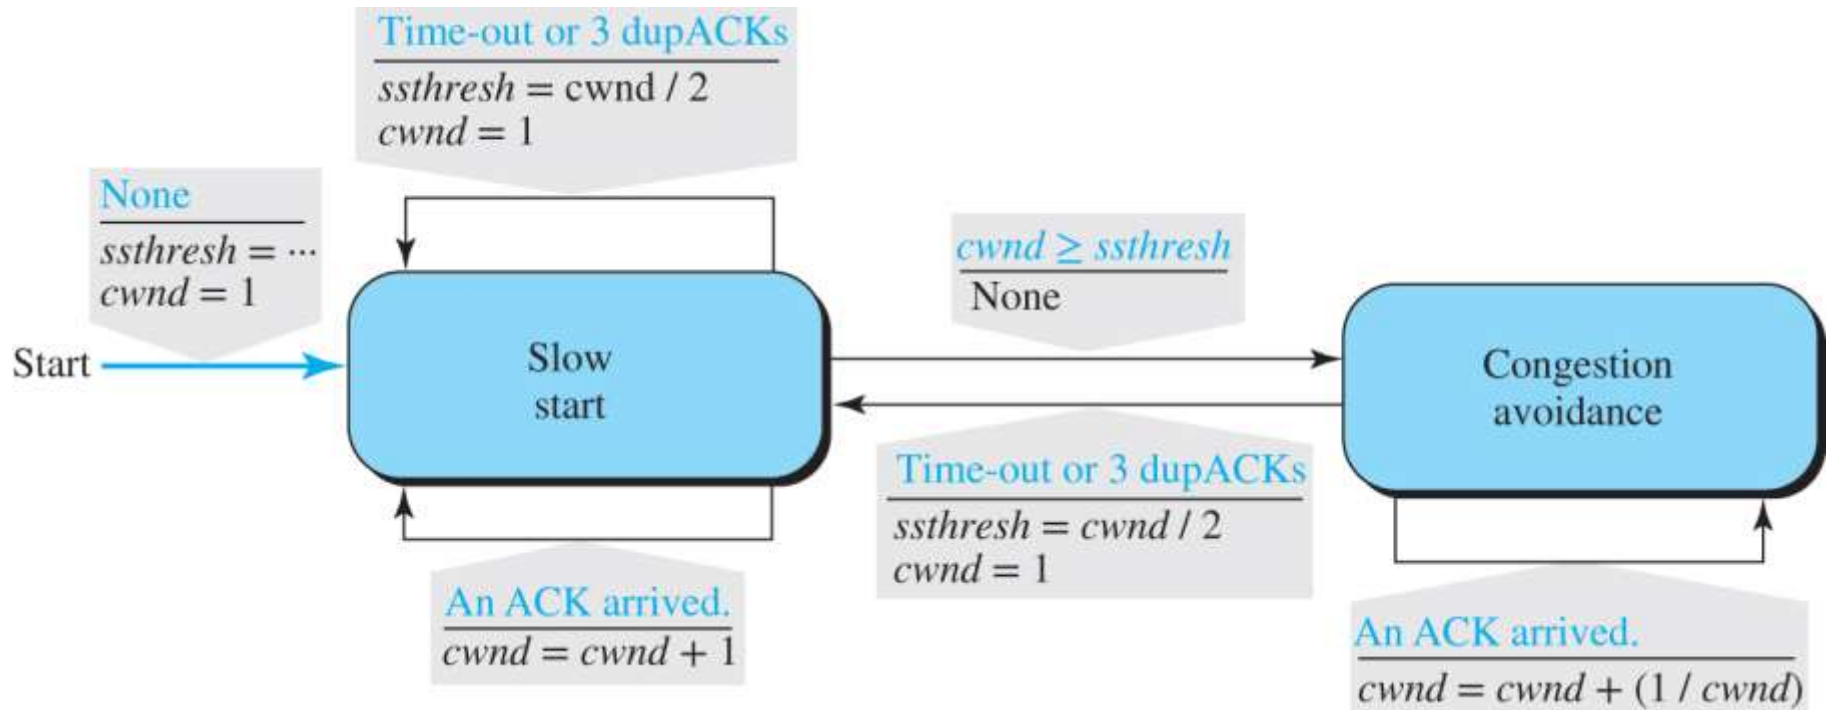 Time-out or 3 dupACKs
ssthresh = cwnd / 2
cwnd = 1
None
ssthresh = ···
cwnd = 1
Start
Slow
start
An ACK arrived.
cwnd = cwnd + 1
cwnd ≥ ssthresh
None
Time-out or 3 dupACKs
ssthresh = cwnd / 2
cwnd = 1
Congestion
avoidance
An ACK arrived.
cwnd = cwnd + (1 / cwnd)